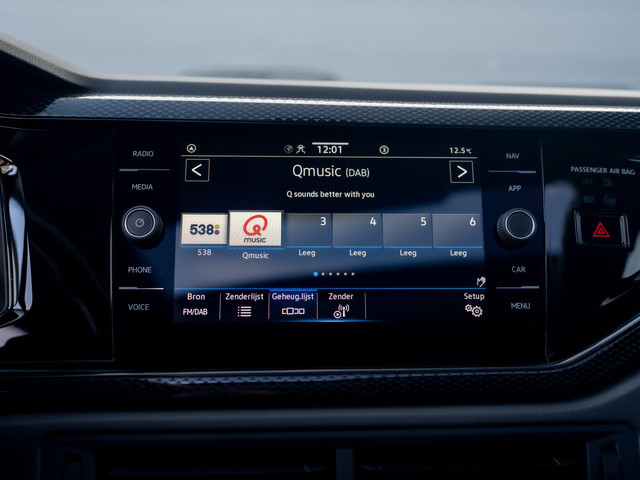 RADIO
MEDIA
PHONE
VOICE
12:01
3
12.5°C
Qmusic (DAB)
Q sounds better with you
538
Q
MUSIC
3
4
5
6
538
Qmusic
Leeg
Leeg
Leeg
Leeg
Bron
FM/DAB
Zenderlijst
Geheug.lijst
Zender
Setup
NAV
APP
CAR
MENU
PASSENGER AIR BAG